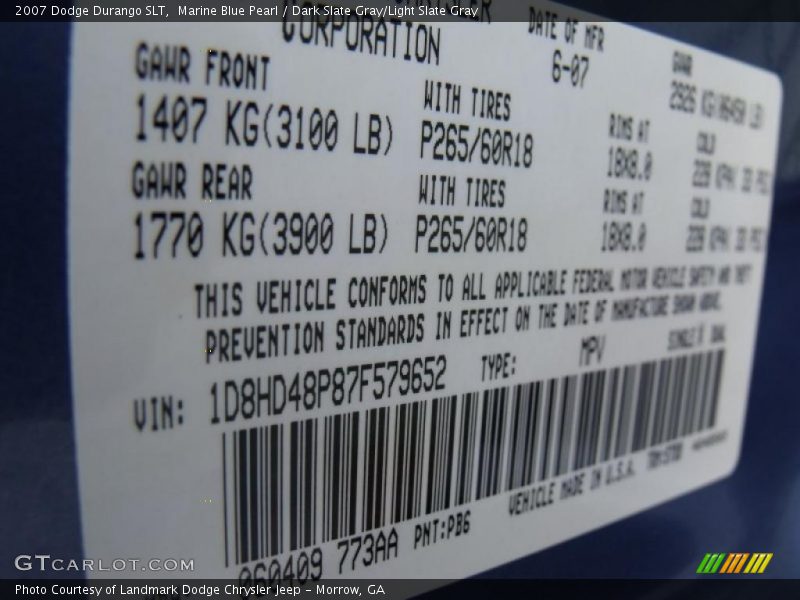 2007 Dodge Durango SLT, Marine Blue Pearl / Dark Slate Gray/Light Slate Gray
CORPORATION
DATE OF MFR
6-07
GAWR FRONT
1407 KG(3100 LB)
WITH TIRES
P265/60R18
RIMS AT
18X8.0
COLD
GAWR REAR
1770 KG(3900 LB)
WITH TIRES
P265/60R18
RIMS AT
18X8.0
COLD
THIS VEHICLE CONFORMS TO ALL APPLICABLE FEDERAL MOTOR VEHICLE SAFETY AND THEFT
PREVENTION STANDARDS IN EFFECT ON THE DATE OF MANUFACTURE SHOWN ABOVE.
VIN: 1D8HD48P87F579652 TYPE: MPV
060409 773AA PNT:PB6 VEHICLE MADE IN U.S.A.
GTCARLOT.COM
Photo Courtesy of Landmark Dodge Chrysler Jeep - Morrow, GA